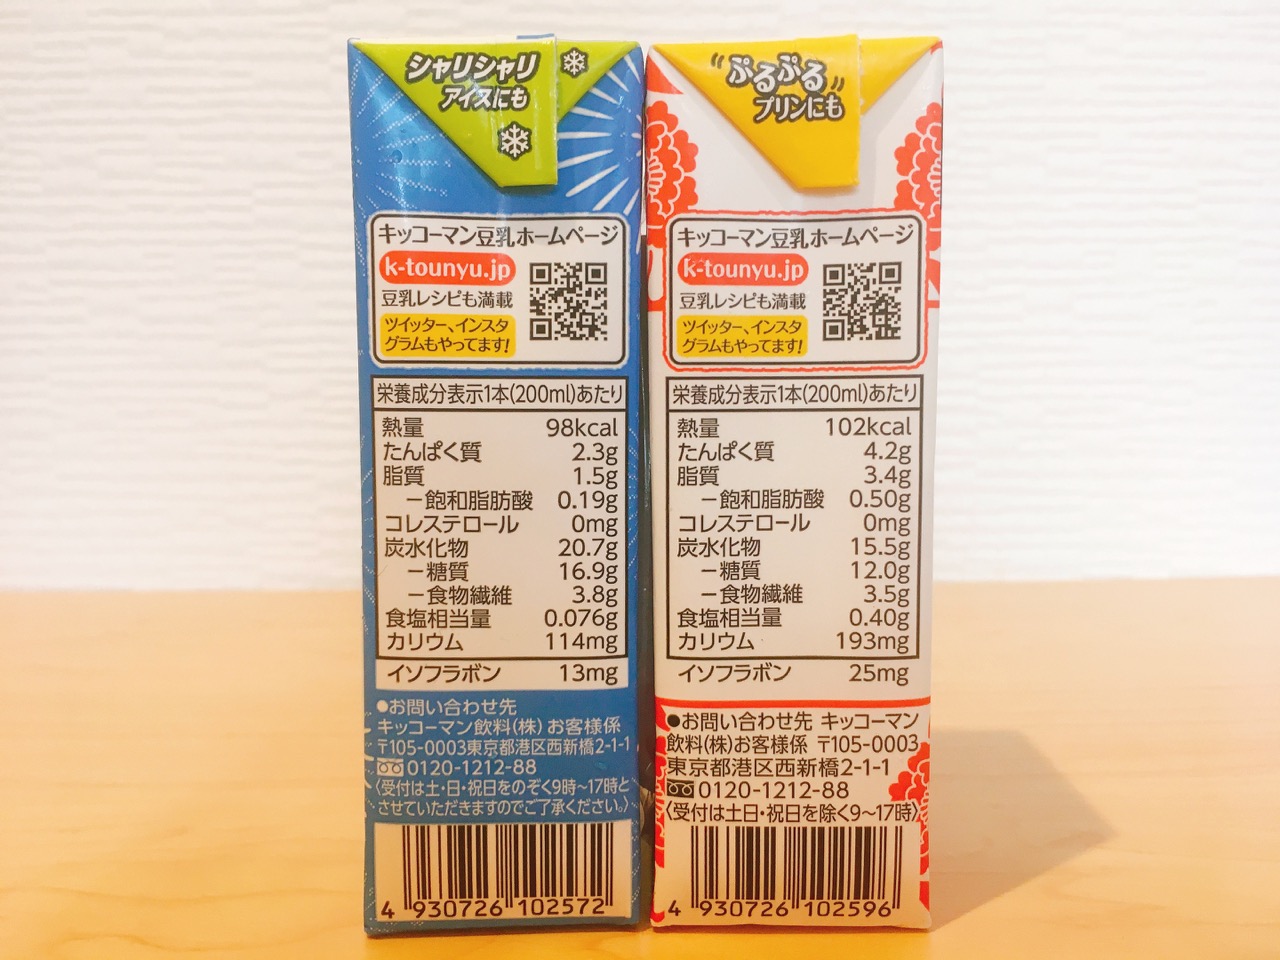 シャリシャリ
アイスにも
キッコーマン豆乳ホームページ
k-tounyu.jp
豆乳レシピも満載
ツイッター、インスタ
グラムもやってます!
栄養成分表示1本(200ml)あたり
熱量 98kcal
たんぱく質 2.3g
脂質 1.5g
－飽和脂肪酸 0.19g
コレステロール 0mg
炭水化物 20.7g
－糖質 16.9g
－食物繊維 3.8g
食塩相当量 0.076g
カリウム 114mg
イソフラボン 13mg
●お問い合わせ先
キッコーマン飲料(株) お客様係
〒105-0003東京都港区西新橋2-1-1
0120-1212-88
〈受付は土・日・祝日をのぞく9時〜17時と
させていただきますのでご了承ください。〉
4 930726 102572
"ぷるぷる"
プリンにも
キッコーマン豆乳ホームページ
k-tounyu.jp
豆乳レシピも満載
ツイッター、インスタ
グラムもやってます!
栄養成分表示1本(200ml)あたり
熱量 102kcal
たんぱく質 4.2g
脂質 3.4g
－飽和脂肪酸 0.50g
コレステロール 0mg
炭水化物 15.5g
－糖質 12.0g
－食物繊維 3.5g
食塩相当量 0.40g
カリウム 193mg
イソフラボン 25mg
●お問い合わせ先 キッコーマン
飲料(株)お客様係 〒105-0003
東京都港区西新橋2-1-1
0120-1212-88
〈受付は土日・祝日を除く9〜17時〉
4 930726 102596